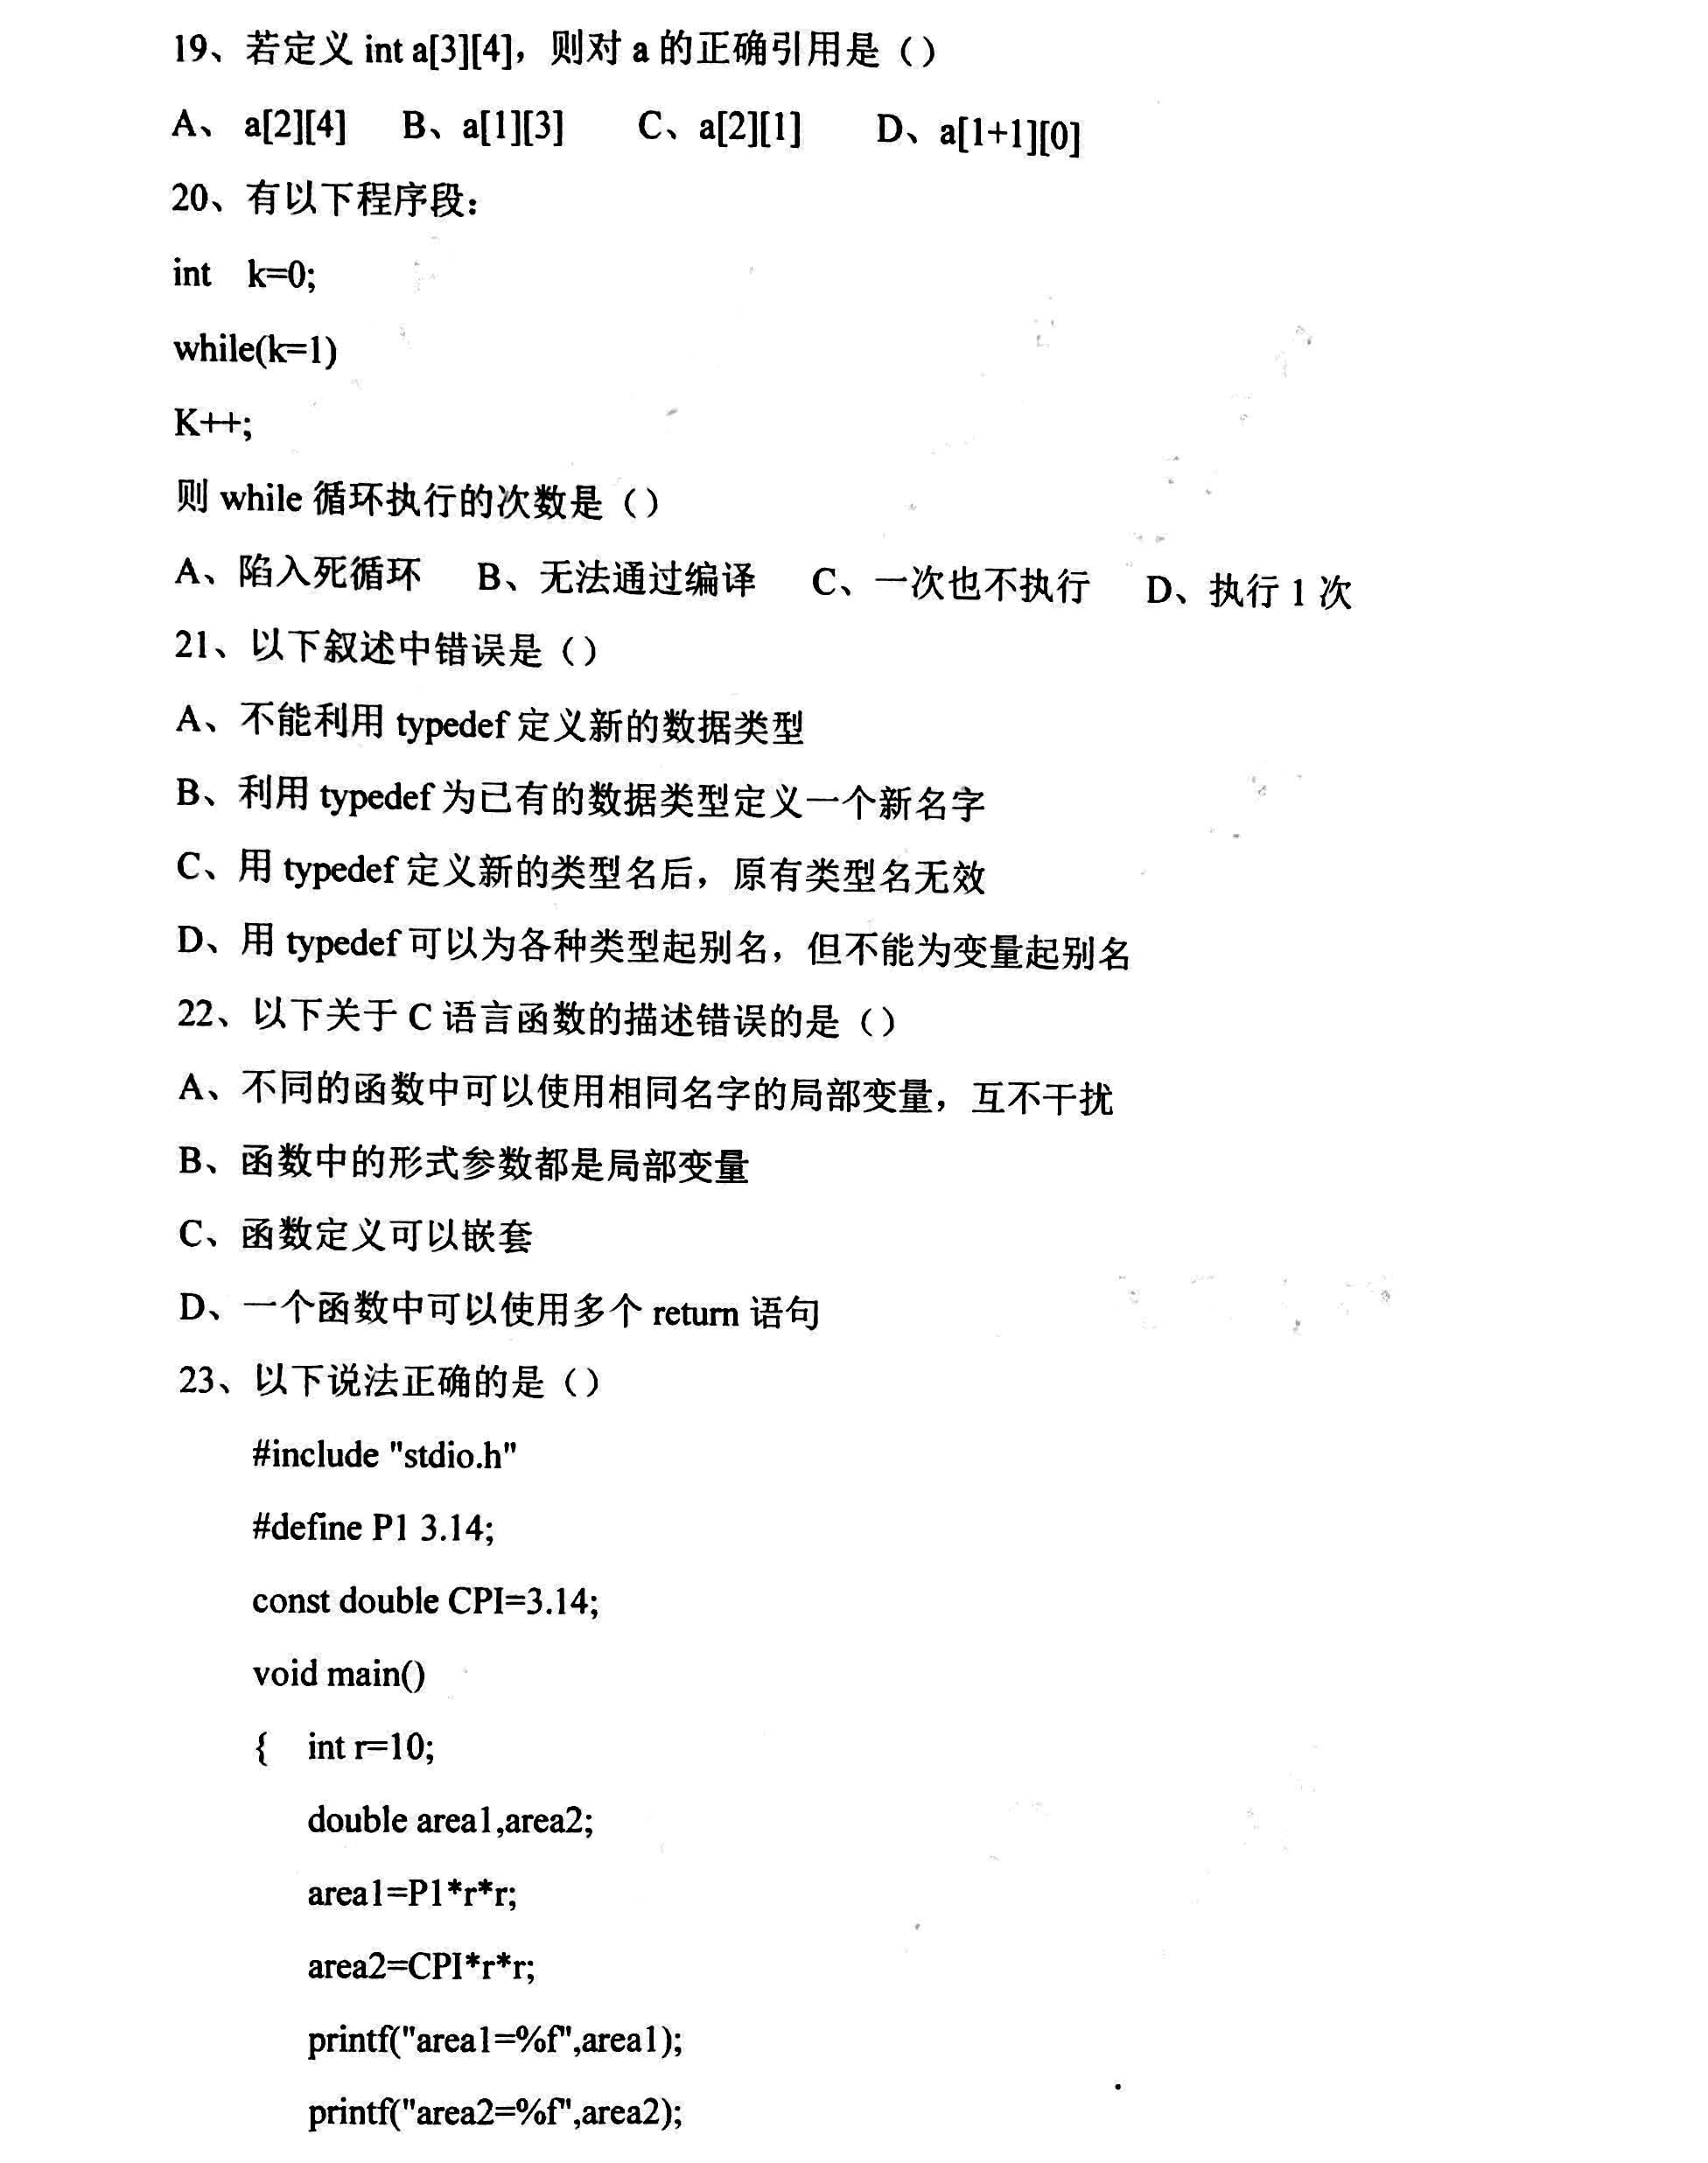 19、若定义 int a[3][4]，则对 a 的正确引用是（）
A、 a[2][4] B、a[1][3] C、a[2][1] D、a[1+1][0]
20、有以下程序段：
int k=0;
while(k=1)
K++;
则 while 循环执行的次数是（）
A、陷入死循环 B、无法通过编译 C、一次也不执行 D、执行 1 次
21、以下叙述中错误是（）
A、不能利用 typedef 定义新的数据类型
B、利用 typedef 为已有的数据类型定义一个新名字
C、用 typedef 定义新的类型名后，原有类型名无效
D、用 typedef 可以为各种类型起别名，但不能为变量起别名
22、以下关于 C 语言函数的描述错误的是（）
A、不同的函数中可以使用相同名字的局部变量，互不干扰
B、函数中的形式参数都是局部变量
C、函数定义可以嵌套
D、一个函数中可以使用多个 return 语句
23、以下说法正确的是（）
#include "stdio.h"
#define P1 3.14;
const double CPI=3.14;
void main()
{ int r=10;
double area1,area2;
area1=P1*r*r;
area2=CPI*r*r;
printf("area1=%f",area1);
printf("area2=%f",area2);